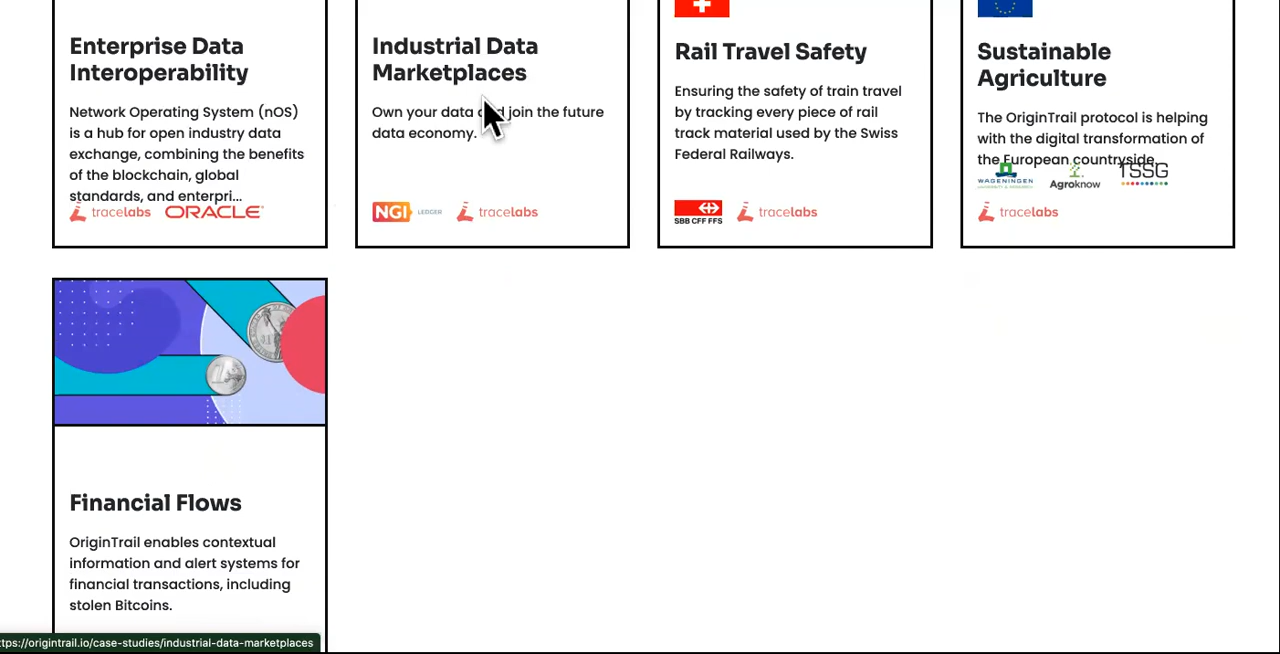 Enterprise Data
Interoperability
Network Operating System (nOS)
is a hub for open industry data
exchange, combining the benefits
of the blockchain, global
standards, and enterpri...
tracelabs ORACLE
Industrial Data
Marketplaces
Own your data and join the future
data economy.
NGI LEDGER tracelabs
Rail Travel Safety
Ensuring the safety of train travel
by tracking every piece of rail
track material used by the Swiss
Federal Railways.
SBB CFF FFS tracelabs
Sustainable
Agriculture
The OriginTrail protocol is helping
with the digital transformation of
the European countryside.
WAGENINGEN Agroknow TSSG
tracelabs
Financial Flows
OriginTrail enables contextual
information and alert systems for
financial transactions, including
stolen Bitcoins.
ttps://origintrail.io/case-studies/industrial-data-marketplaces